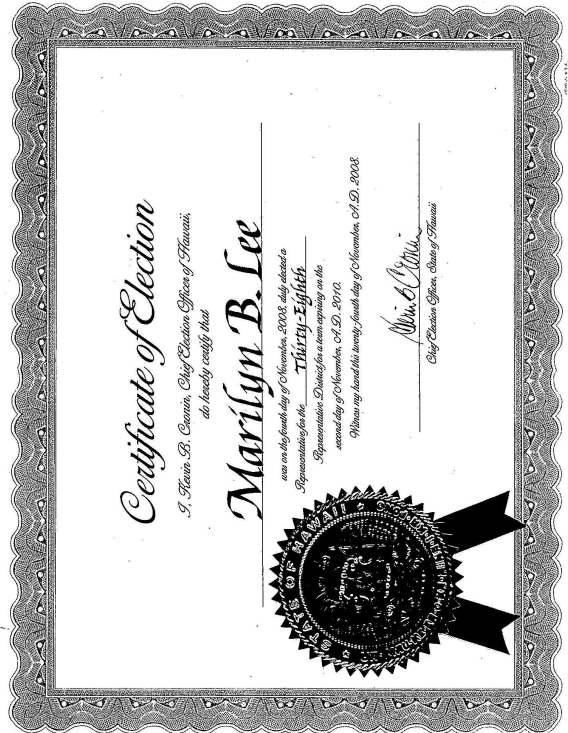 Certificate of Election
I, Kevin B. Cronin, Chief Election Officer of Hawaii,
do hereby certify that
Marilyn B. Lee
was on the fourth day of November, 2008, duly elected a
Representative for the Thirty-Eighth
Representative District for a term expiring on the
second day of November, A.D. 2010.
Witness my hand this twenty-fourth day of November, A.D. 2008.
Chief Election Officer, State of Hawaii
STATE OF HAWAII